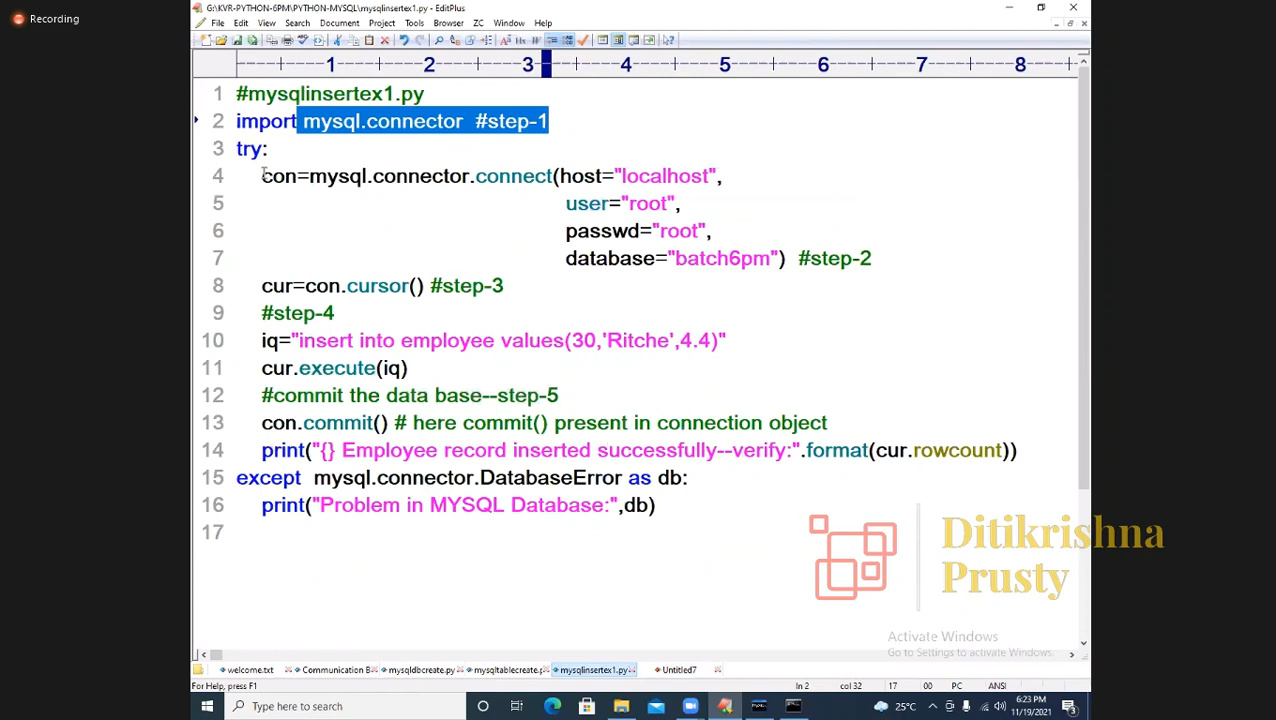 Recording
G:\KVR-PYTHON-6PM\PYTHON-MYSQL\mysqlinsertex1.py - EditPlus
File Edit View Search Document Project Tools Browser ZC Window Help
1 2 3 4 5 6 7 8
1 #mysqlinsertex1.py
2 import mysql.connector #step-1
3 try:
4 con=mysql.connector.connect(host="localhost",
5 user="root",
6 passwd="root",
7 database="batch6pm") #step-2
8 cur=con.cursor() #step-3
9 #step-4
10 iq="insert into employee values(30,'Ritche',4.4)"
11 cur.execute(iq)
12 #commit the data base--step-5
13 con.commit() # here commit() present in connection object
14 print("{} Employee record inserted successfully--verify:".format(cur.rowcount))
15 except mysql.connector.DatabaseError as db:
16 print("Problem in MYSQL Database:",db)
17
Ditikrishna
Prusty
Activate Windows
Go to Settings to activate Windows.
welcome.txt Communication B mysqldbcreate.py mysqltablecreate.p mysqlinsertex1.py Untitled7
For Help, press F1 ln 2 col 32 17 00 PC ANSI
Type here to search 25°C 6:23 PM
11/19/2021 3